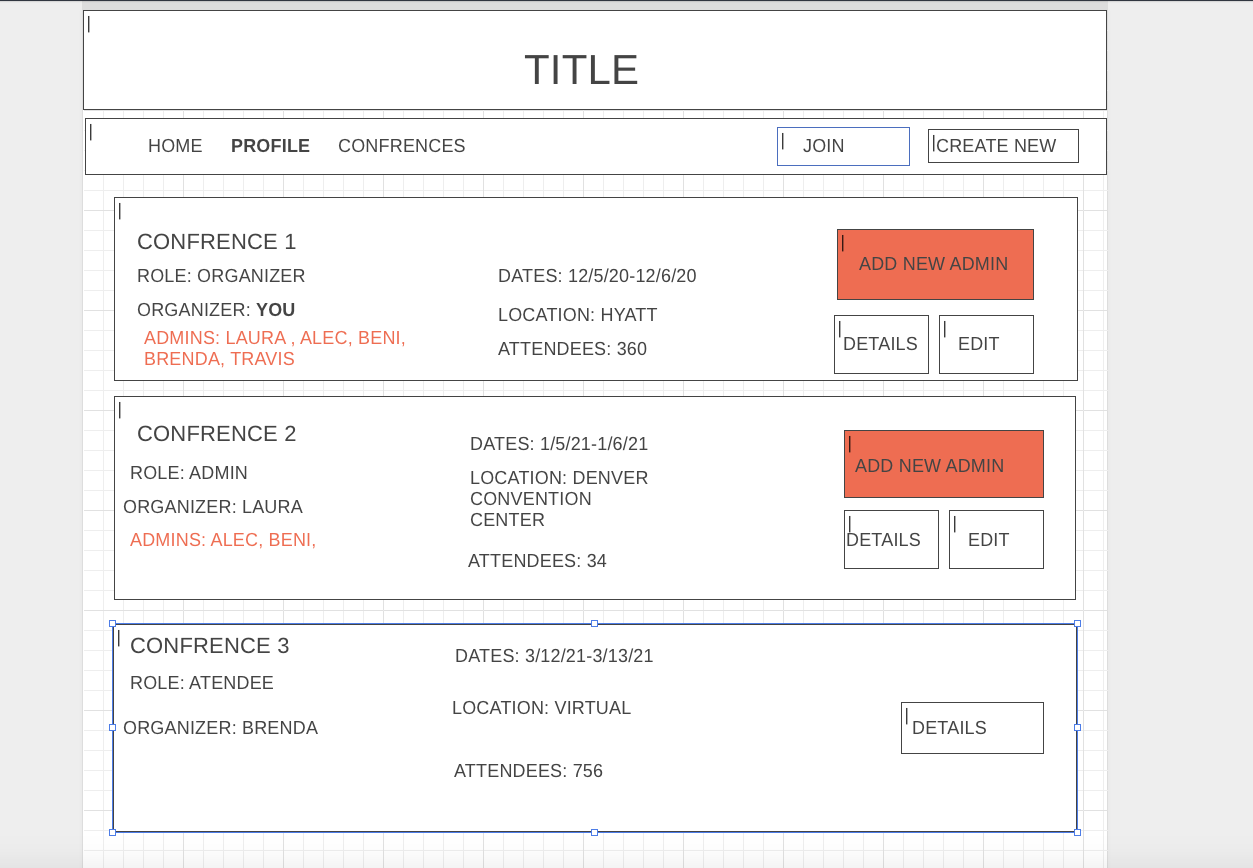 TITLE
HOME PROFILE CONFRENCES JOIN CREATE NEW
CONFRENCE 1
ROLE: ORGANIZER
ORGANIZER: YOU
ADMINS: LAURA , ALEC, BENI,
BRENDA, TRAVIS
DATES: 12/5/20-12/6/20
LOCATION: HYATT
ATTENDEES: 360
ADD NEW ADMIN
DETAILS EDIT
CONFRENCE 2
ROLE: ADMIN
ORGANIZER: LAURA
ADMINS: ALEC, BENI,
DATES: 1/5/21-1/6/21
LOCATION: DENVER
CONVENTION
CENTER
ATTENDEES: 34
ADD NEW ADMIN
DETAILS EDIT
CONFRENCE 3
ROLE: ATENDEE
ORGANIZER: BRENDA
DATES: 3/12/21-3/13/21
LOCATION: VIRTUAL
ATTENDEES: 756
DETAILS